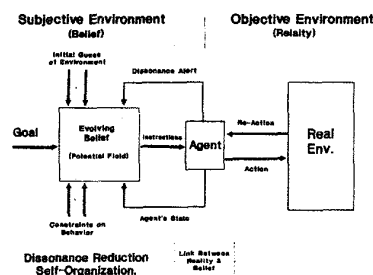 Subjective Environment
(Belief)
Objective Environment
(Relaity)
Initial Guess
of Environment
Dissonance Alert
Goal
Evolving
Belief
(Potential Field)
Instructions
Agent
Re-Action
Action
Real
Env.
Constraints on
Behavior
Agent's State
Dissonance Reduction
Self-Organization.
Link Between
Reality &
Belief